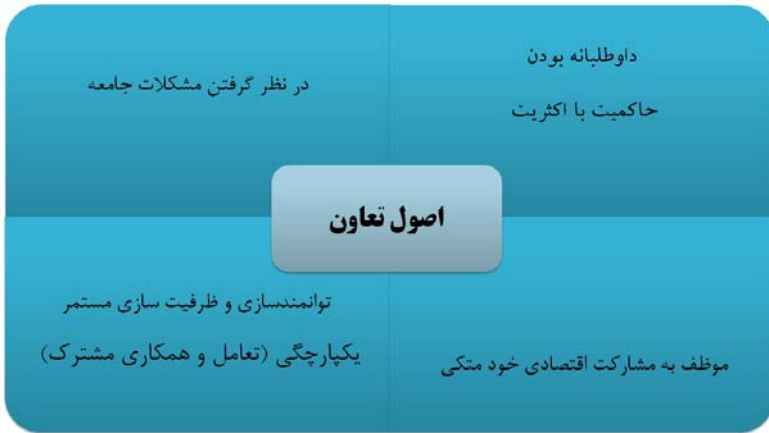 داوطلبانه بودن
حاکمیت با اکثریت
در نظر گرفتن مشکلات جامعه
اصول تعاون
موظف به مشارکت اقتصادی خود متکی
توانمندسازی و ظرفیت سازی مستمر
یکپارچگی (تعامل و همکاری مشترک)